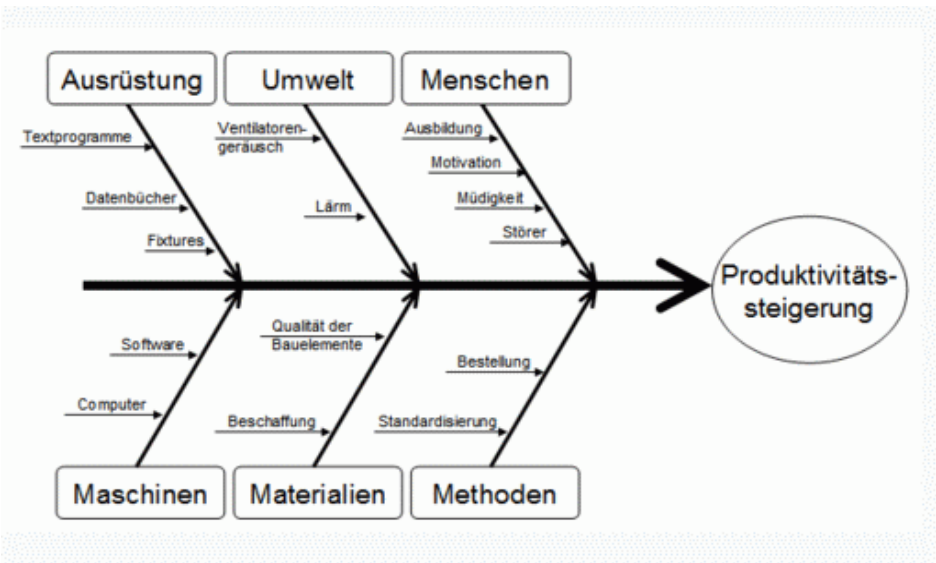 Ausrüstung
Umwelt
Menschen
Textprogramme
Datenbücher
Fixtures
Ventilatoren-
geräusch
Lärm
Ausbildung
Motivation
Müdigkeit
Störer
Produktivitäts-
steigerung
Software
Computer
Qualität der
Bauelemente
Beschaffung
Bestellung
Standardisierung
Maschinen
Materialien
Methoden